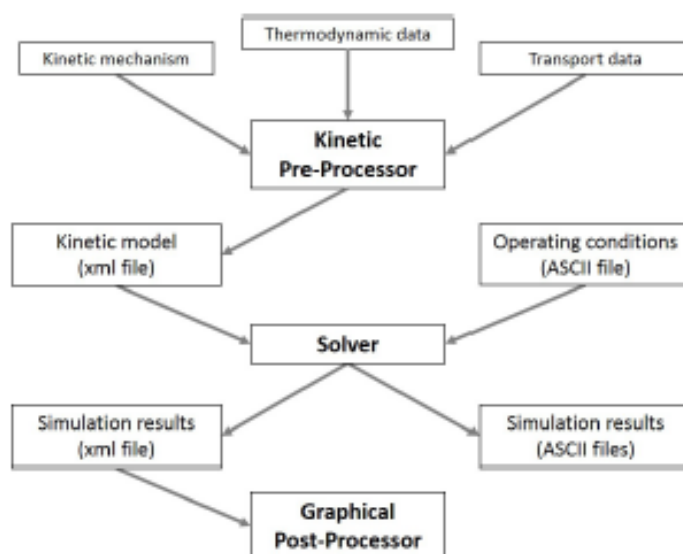 Thermodynamic data
Kinetic mechanism
Transport data
Kinetic
Pre-Processor
Kinetic model
(xml file)
Operating conditions
(ASCII file)
Solver
Simulation results
(xml file)
Simulation results
(ASCII files)
Graphical
Post-Processor